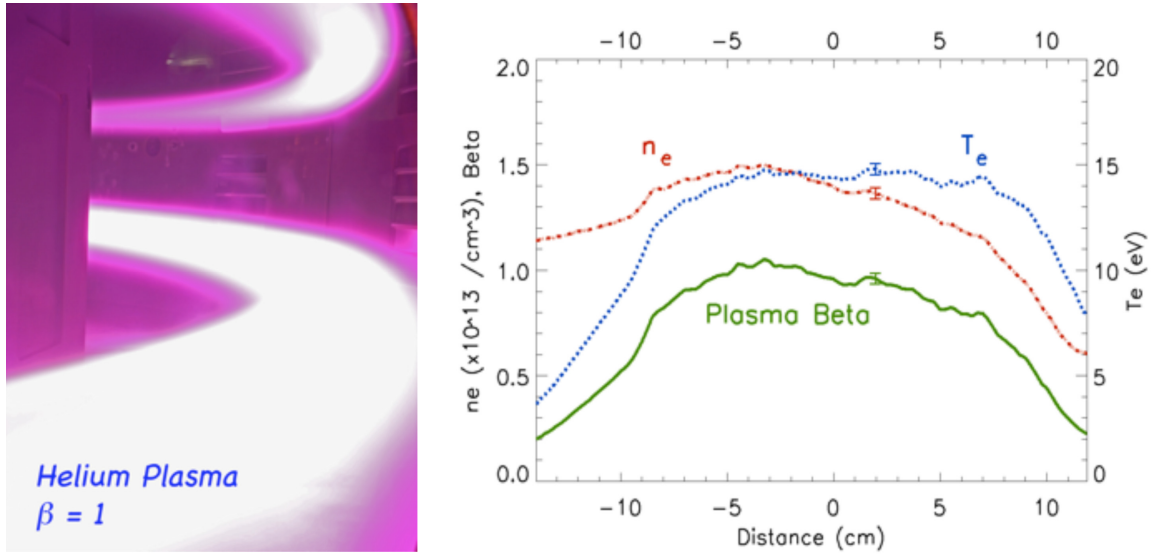 Helium Plasma
β = 1
−10 −5 0 5 10
2.0
1.5
1.0
0.5
0.0
ne (x10^13 /cm^3), Beta
n e
T e
Plasma Beta
20
15
10
5
0
Te (eV)
−10 −5 0 5 10
Distance (cm)